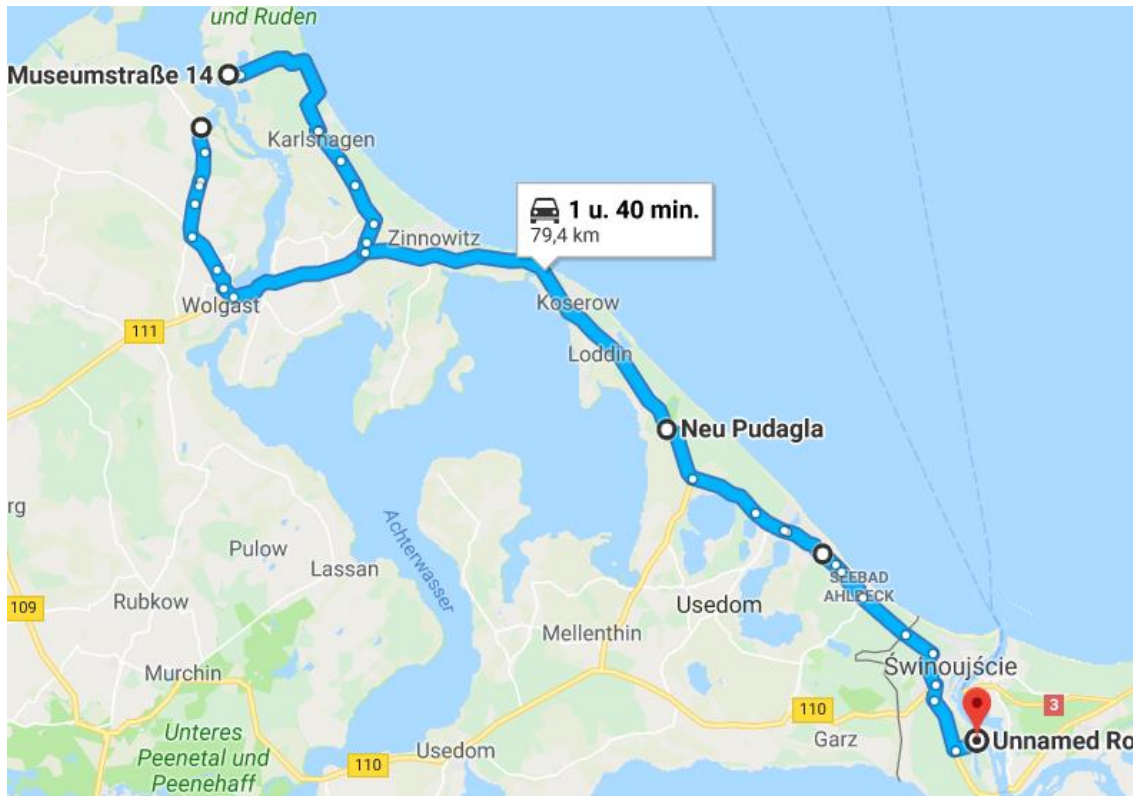 und Ruden
Museumstraße 14
Karlshagen
1 u. 40 min.
79,4 km
Zinnowitz
Koserow
Wolgast
111
Loddin
Neu Pudagla
rg
Achterwasser
Pulow
Lassan
SEEBAD
AHLBECK
109
Rubkow
Usedom
Mellenthin
Murchin
Świnoujście
110
3
Unteres
Peenetal und
Peenehaff
Garz
Unnamed Ro
Usedom
110